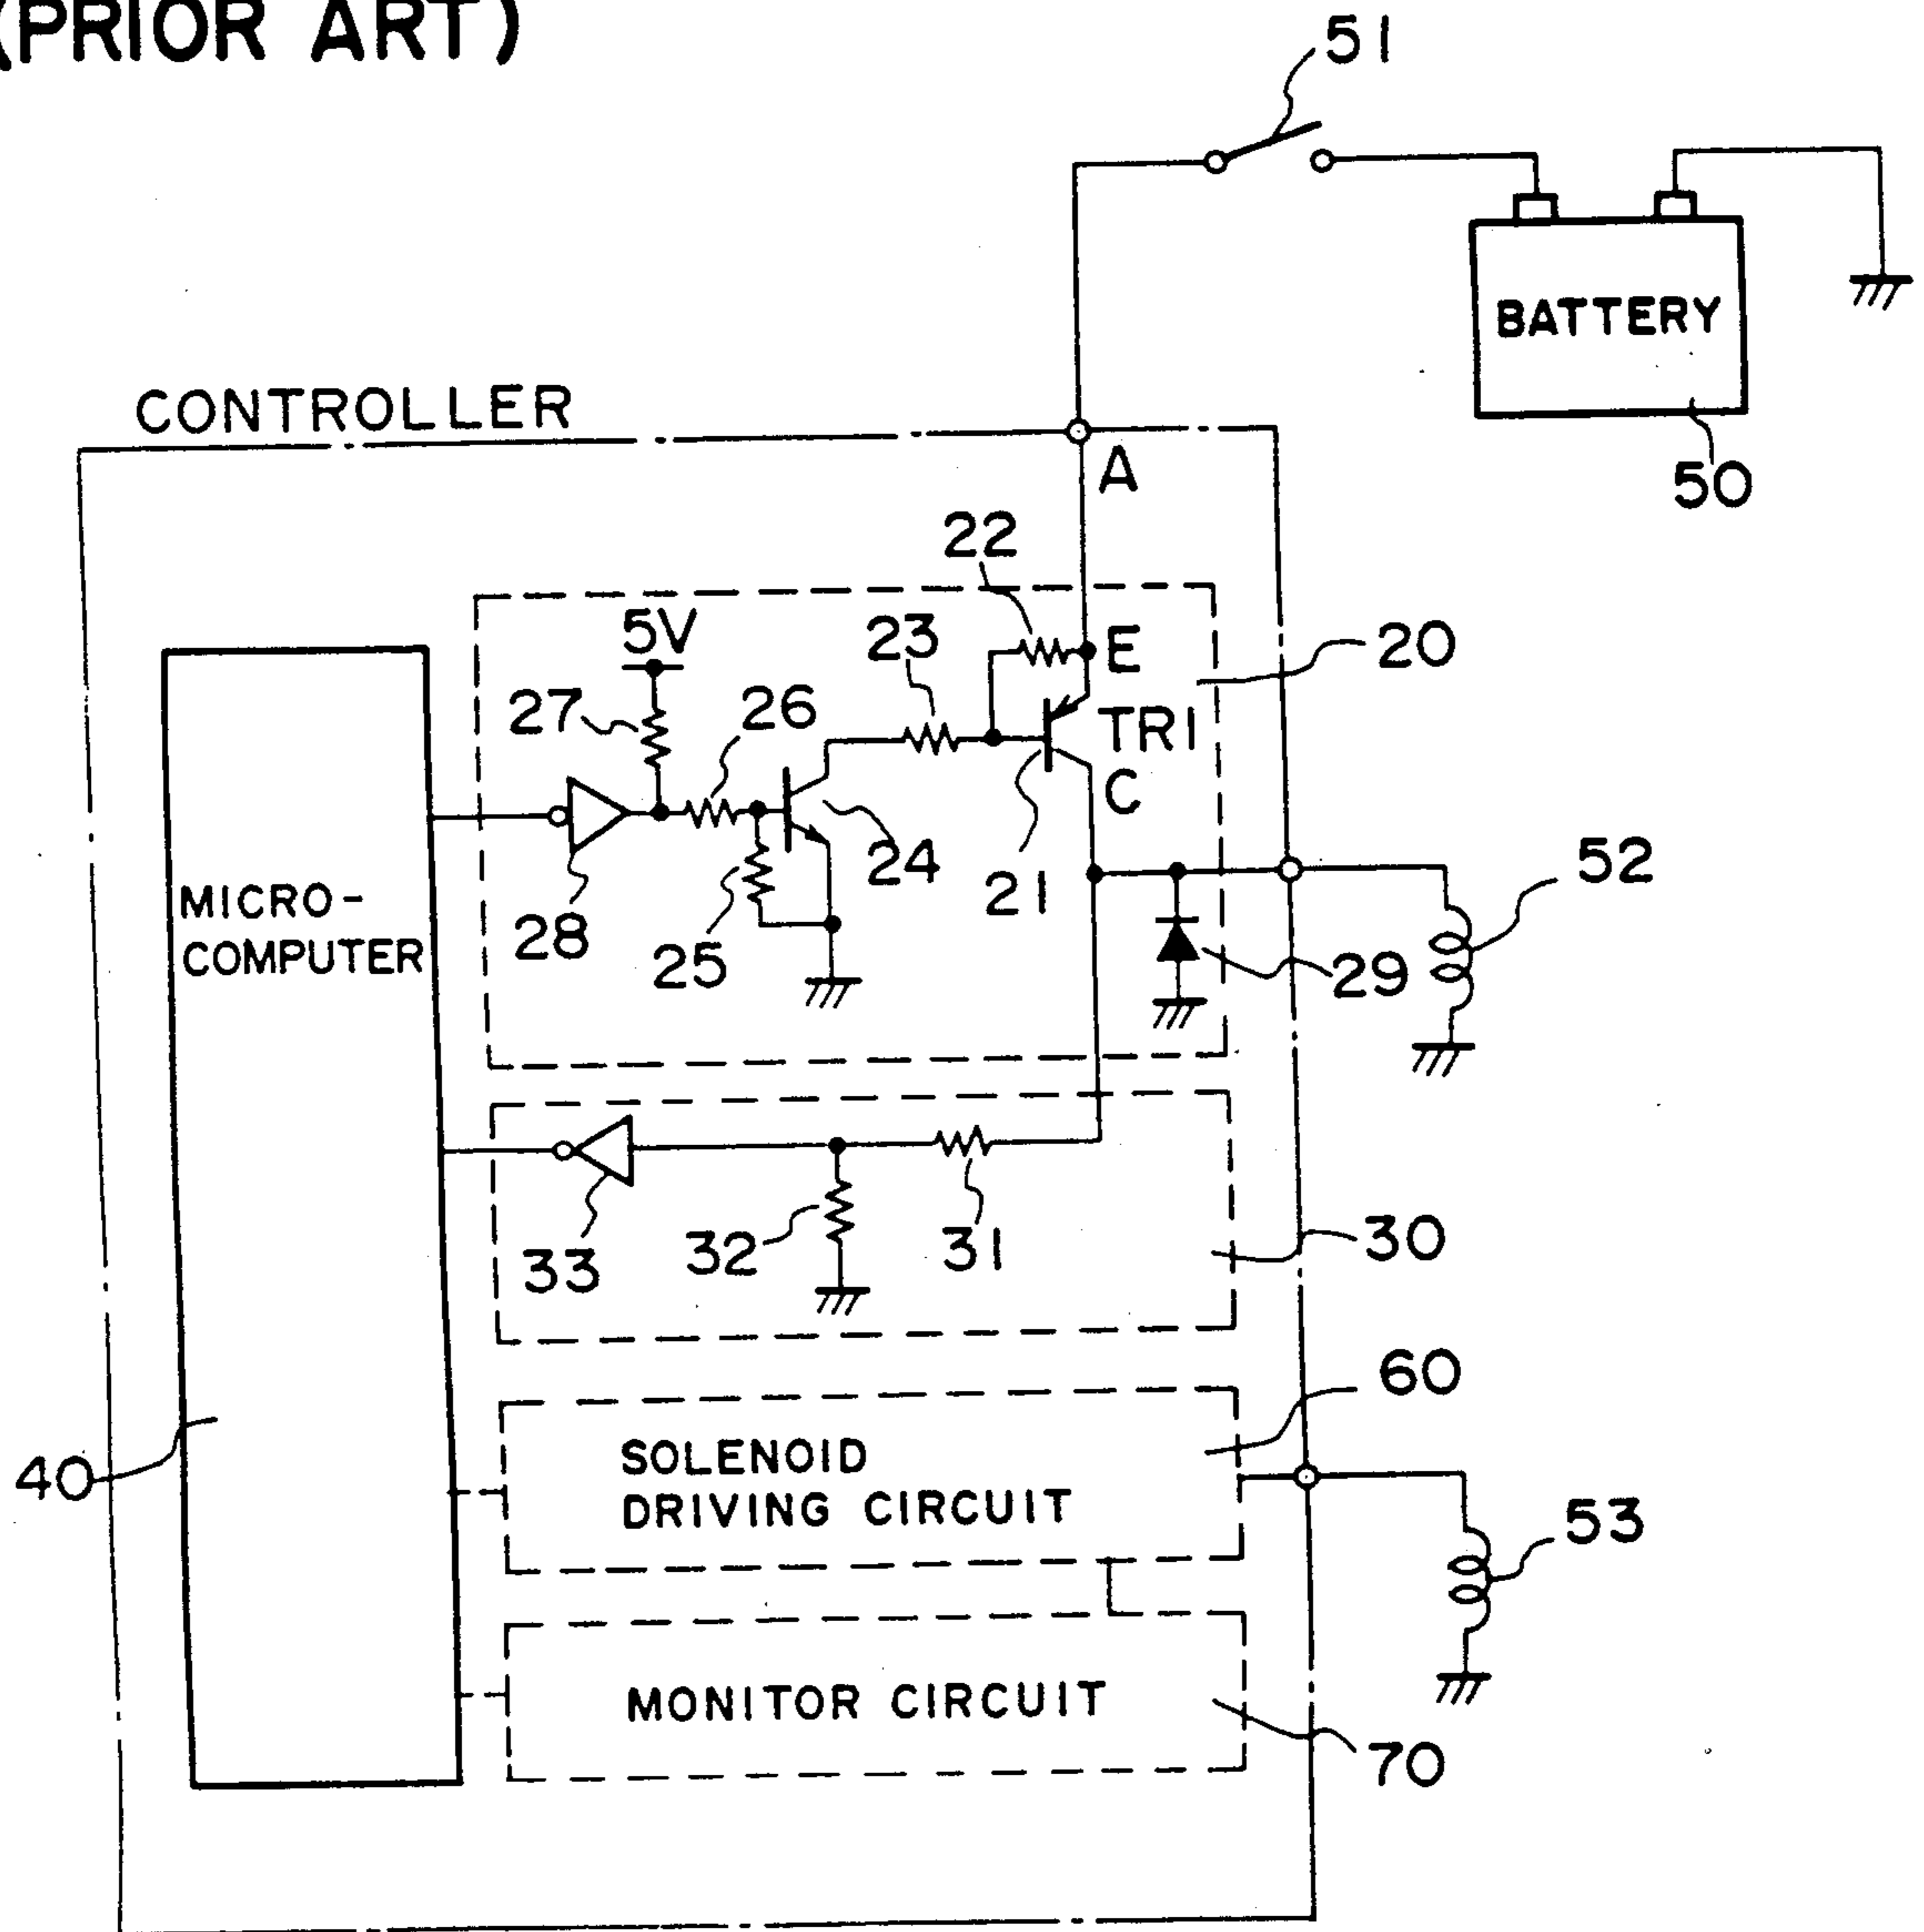 (PRIOR ART)
51
BATTERY
50
CONTROLLER
A
22
5V
23
E
20
27
26
TR1
C
28
25
24
21
52
29
MICRO-
COMPUTER
33
32
31
30
60
SOLENOID
DRIVING CIRCUIT
40
53
MONITOR CIRCUIT
70